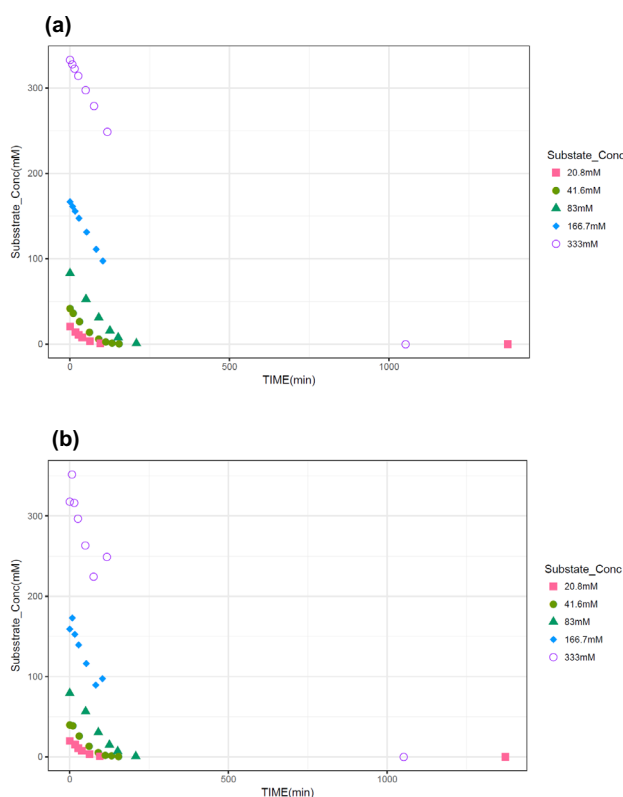 (a)
Subsstrate_Conc(mM)
300
200
100
0
0
500
1000
TIME(min)
Substate_Conc
20.8mM
41.6mM
83mM
166.7mM
333mM
(b)
Subsstrate_Conc(mM)
300
200
100
0
0
500
1000
TIME(min)
Substate_Conc
20.8mM
41.6mM
83mM
166.7mM
333mM